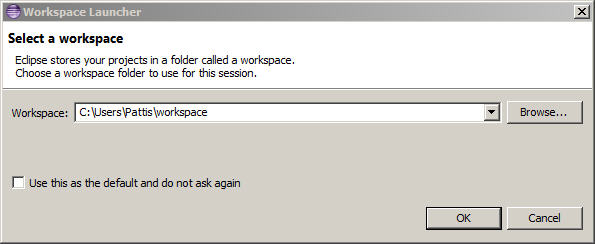 Workspace Launcher
Select a workspace
Eclipse stores your projects in a folder called a workspace.
Choose a workspace folder to use for this session.
Workspace: C:\Users\Pattis\workspace Browse...
Use this as the default and do not ask again
OK Cancel